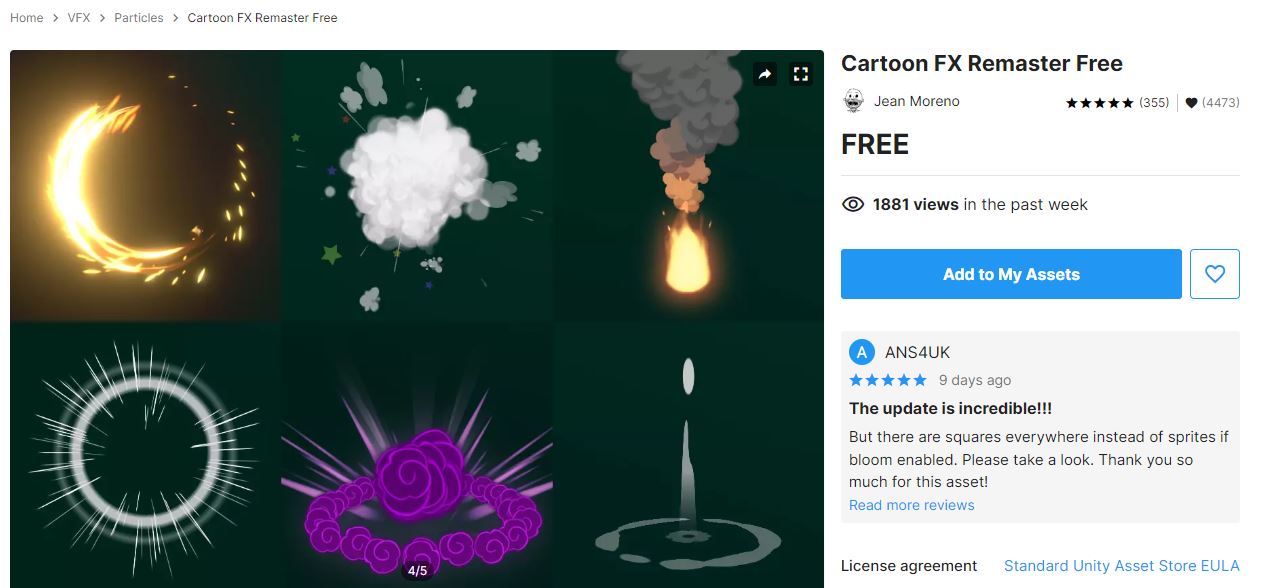 Home > VFX > Particles > Cartoon FX Remaster Free
Cartoon FX Remaster Free
Jean Moreno
(355)
(4473)
FREE
1881 views in the past week
Add to My Assets
A
ANS4UK
9 days ago
The update is incredible!!!
But there are squares everywhere instead of sprites if
bloom enabled. Please take a look. Thank you so
much for this asset!
Read more reviews
4/5
License agreement
Standard Unity Asset Store EULA